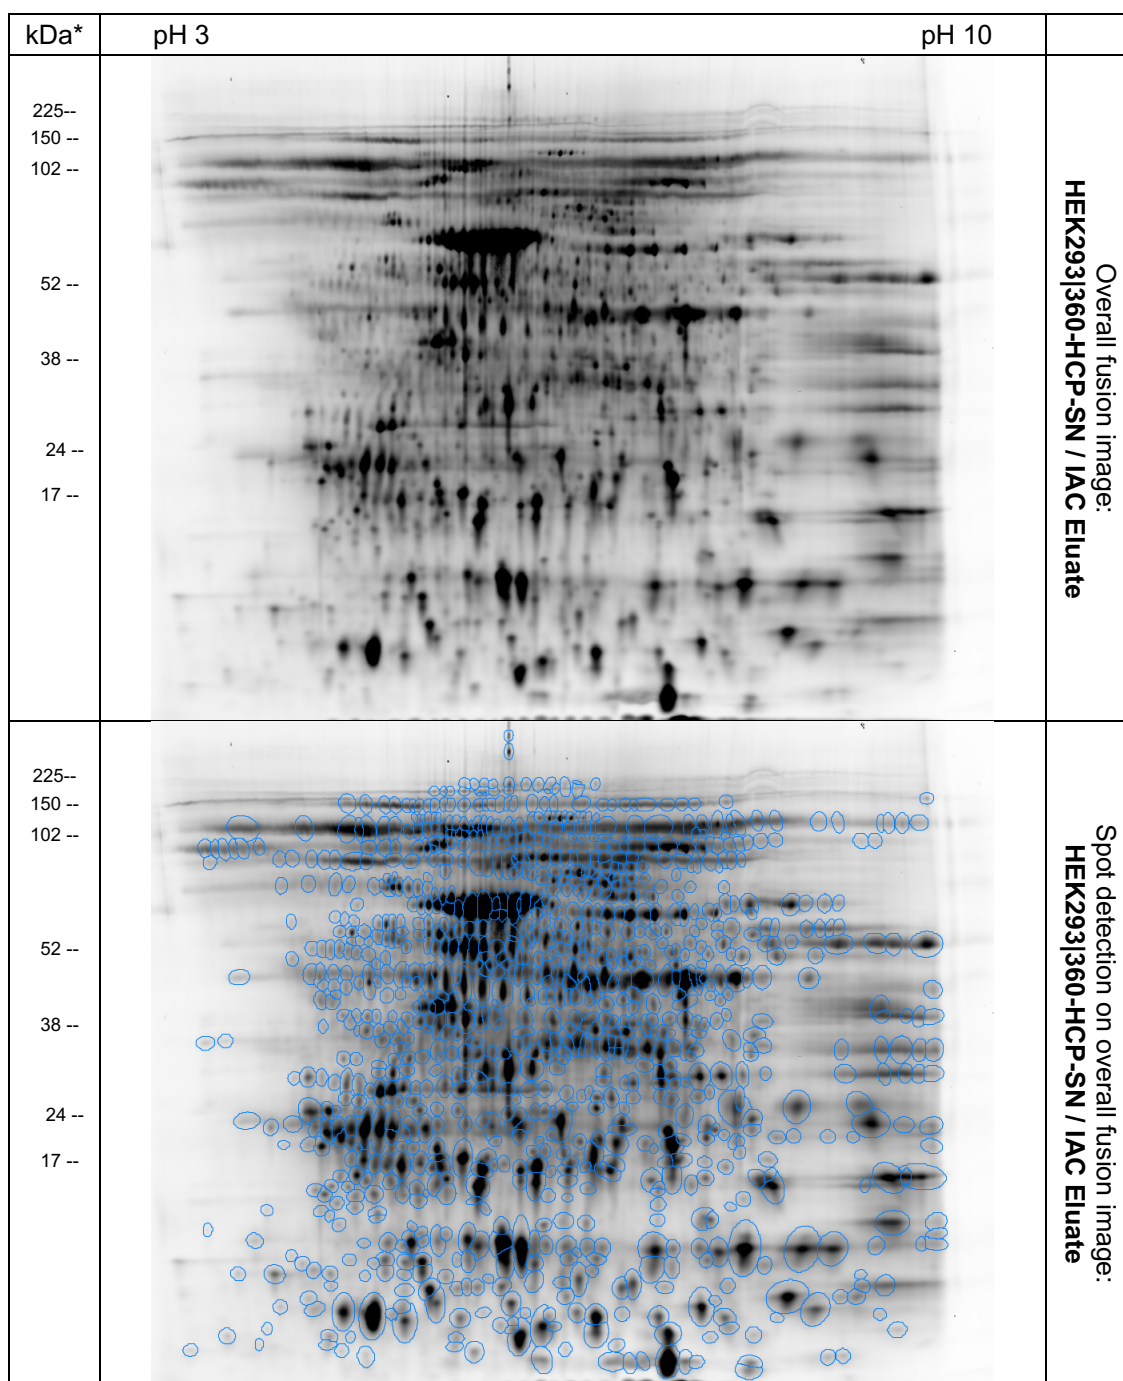 kDa* pH 3 pH 10
225--
150 --
102 --
52 --
38 --
24 --
17 --
Overall fusion image:
HEK293|360-HCP-SN / IAC Eluate
225--
150 --
102 --
52 --
38 --
24 --
17 --
Spot detection on overall fusion image:
HEK293|360-HCP-SN / IAC Eluate